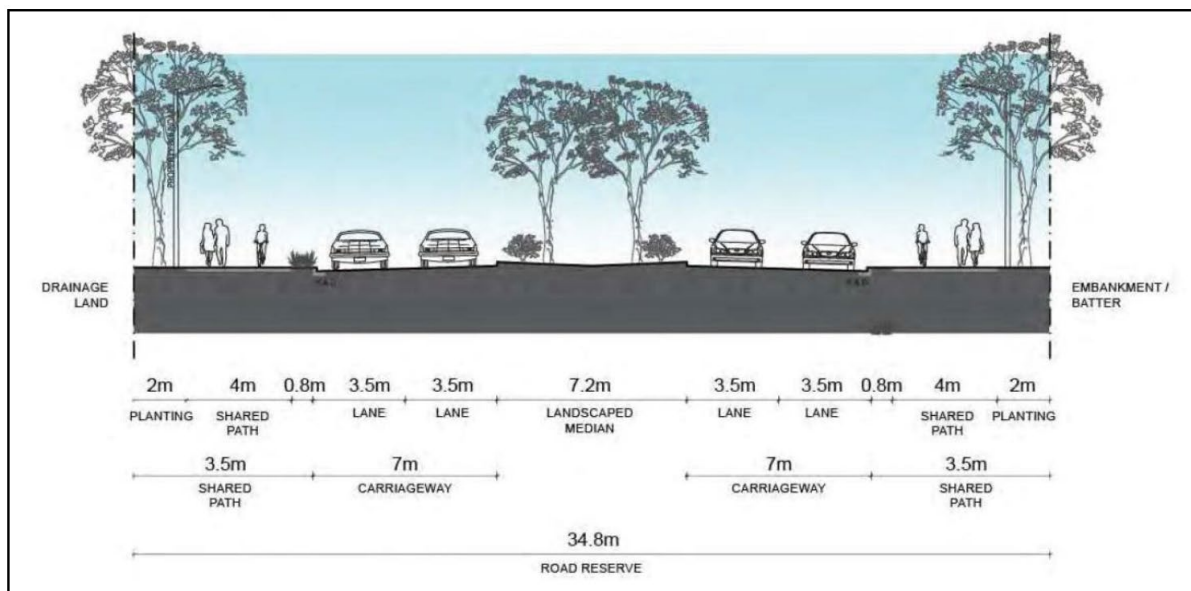 DRAINAGE
LAND
EMBANKMENT /
BATTER
2m 4m 0.8m 3.5m 3.5m 7.2m 3.5m 3.5m 0.8m 4m 2m
PLANTING SHARED PATH LANE LANE LANDSCAPED MEDIAN LANE LANE SHARED PATH PLANTING
3.5m 7m 7m 3.5m
SHARED PATH CARRIAGEWAY CARRIAGEWAY SHARED PATH
34.8m
ROAD RESERVE